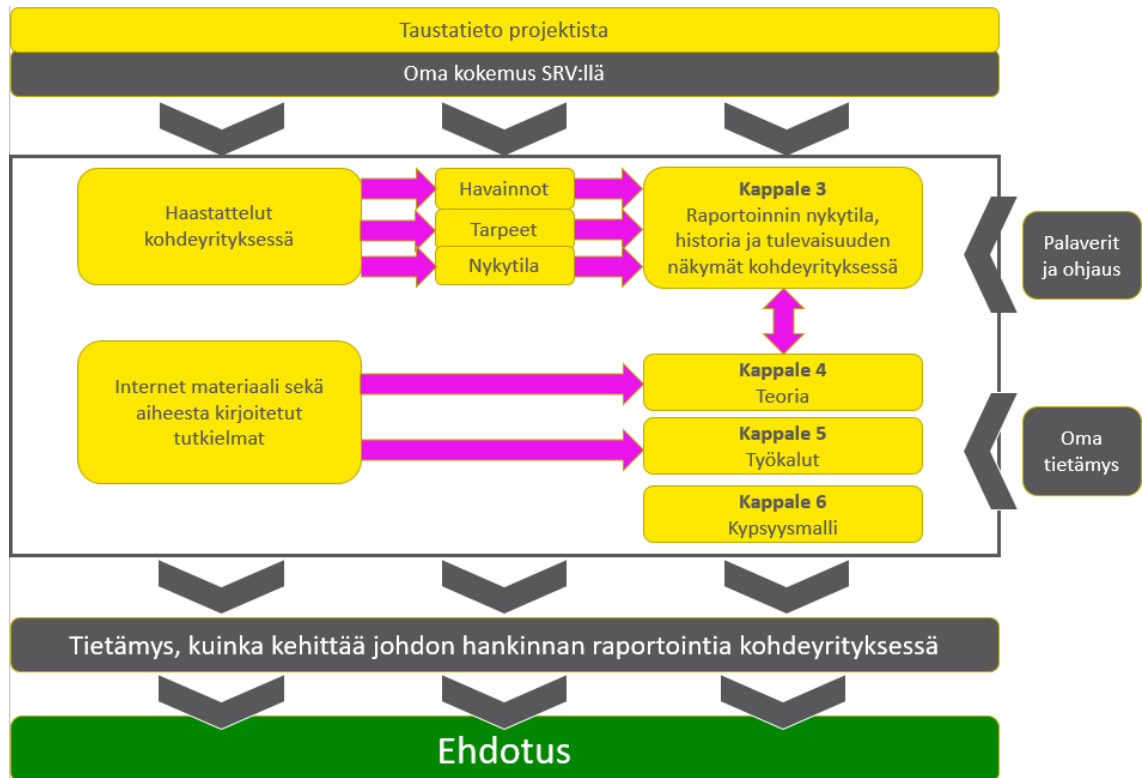 Taustatieto projektista
Oma kokemus SRV:llä
Haastattelut
kohdeyrityksessä
Havainnot
Tarpeet
Nykytila
Kappale 3
Raportoinnin nykytila,
historia ja tulevaisuuden
näkymät kohdeyrityksessä
Palaverit
ja ohjaus
Internet materiaali sekä
aiheesta kirjoitetut
tutkielmat
Kappale 4
Teoria
Kappale 5
Työkalut
Kappale 6
Kypsyysmalli
Oma
tietämys
Tietämys, kuinka kehittää johdon hankinnan raportointia kohdeyrityksessä
Ehdotus